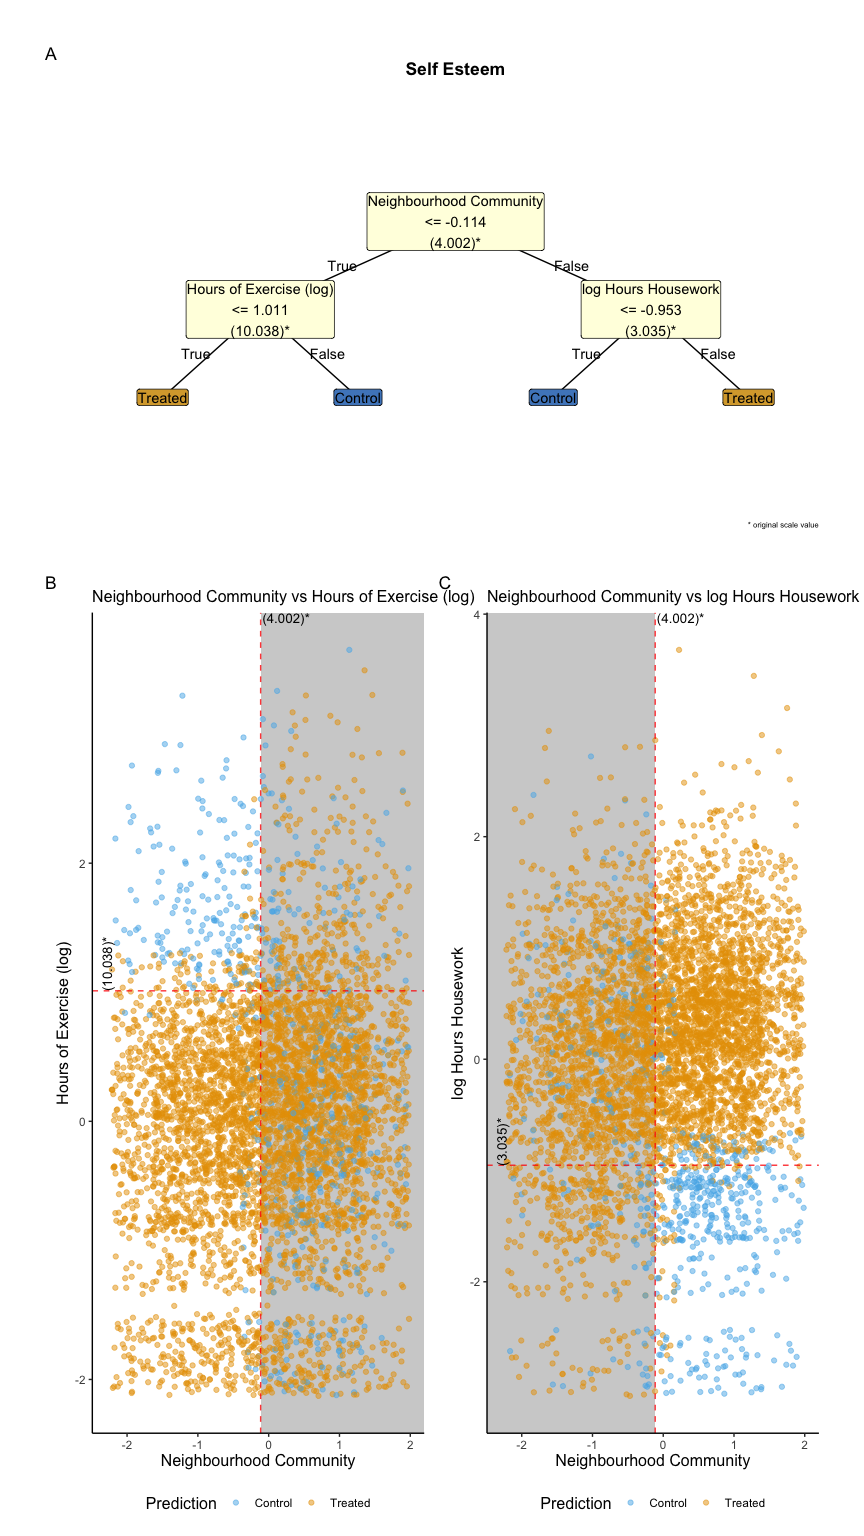 A
Self Esteem
Neighbourhood Community
<= -0.114
(4.002)*
True
False
Hours of Exercise (log)
<= 1.011
(10.038)*
log Hours Housework
<= -0.953
(3.035)*
True
False
True
False
Treated
Control
Control
Treated
* original scale value
B
Neighbourhood Community vs Hours of Exercise (log)
(4.002)*
(10.038)*
Hours of Exercise (log)
2
0
-2
-2
-1
0
1
2
Neighbourhood Community
Prediction
Control
Treated
C
Neighbourhood Community vs log Hours Housework
(4.002)*
(3.035)*
log Hours Housework
4
2
0
-2
-2
-1
0
1
2
Neighbourhood Community
Prediction
Control
Treated